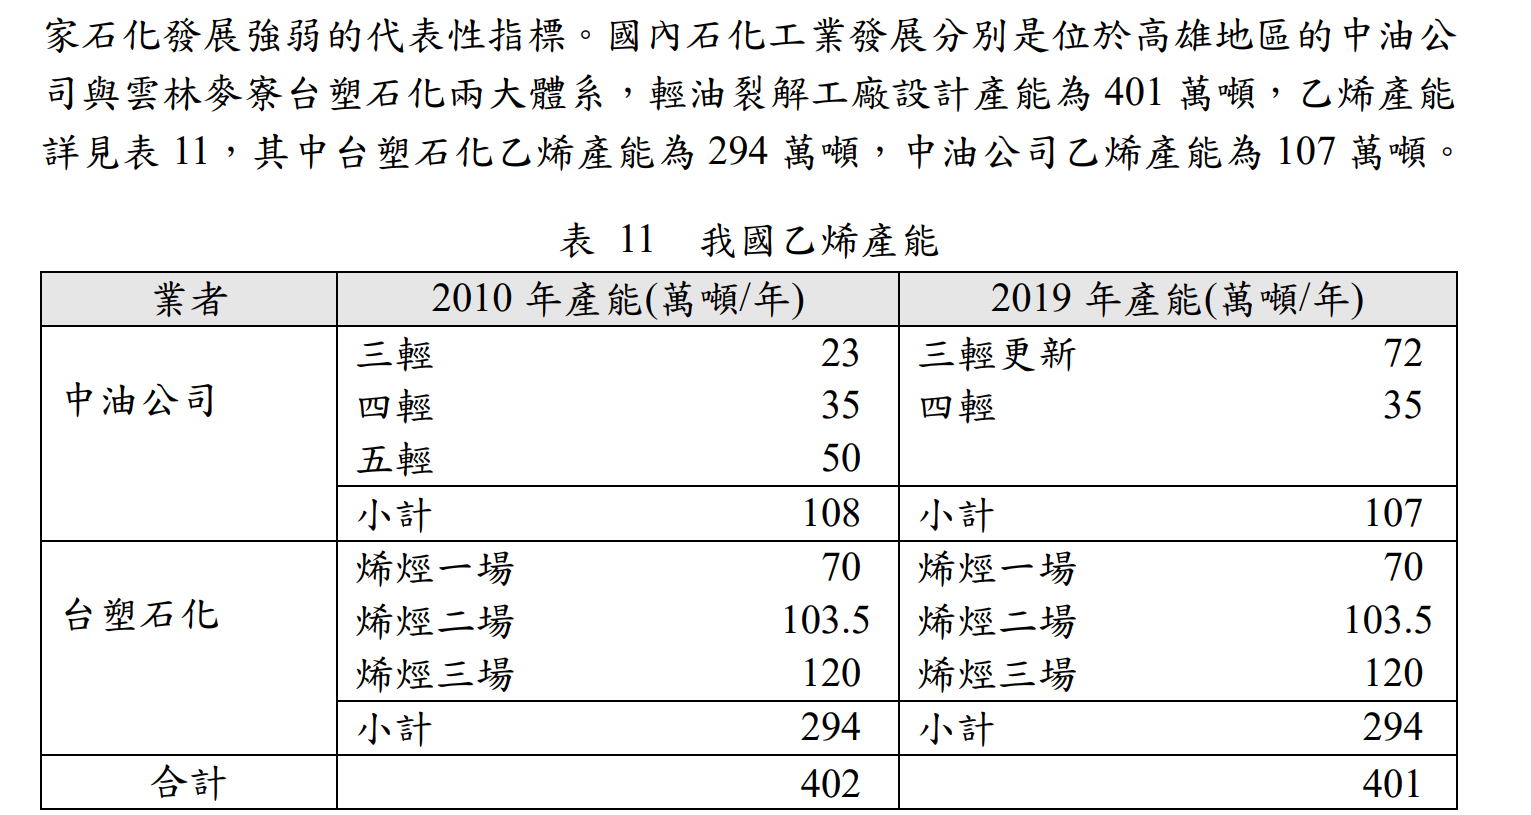 家石化發展強弱的代表性指標。國內石化工業發展分別是位於高雄地區的中油公
司與雲林麥寮台塑石化兩大體系，輕油裂解工廠設計產能為 401 萬噸，乙烯產能
詳見表 11，其中台塑石化乙烯產能為 294 萬噸，中油公司乙烯產能為 107 萬噸。
表 11 我國乙烯產能
業者 2010 年產能(萬噸/年) 2019 年產能(萬噸/年)
中油公司
三輕 23 三輕更新 72
四輕 35 四輕 35
五輕 50
小計 108 小計 107
台塑石化
烯烴一場 70 烯烴一場 70
烯烴二場 103.5 烯烴二場 103.5
烯烴三場 120 烯烴三場 120
小計 294 小計 294
合計 402 401